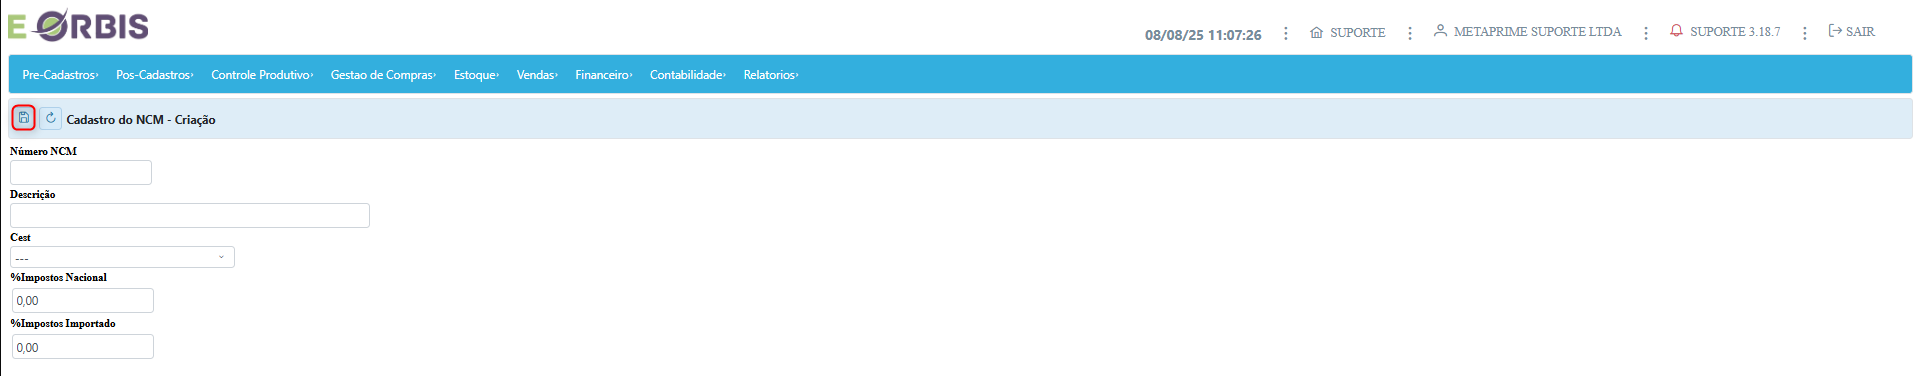 E ORBIS
08/08/25 11:07:26 SUPORTE METAPRIME SUPORTE LTDA SUPORTE 3.18.7 SAIR
Pre-Cadastros Pos-Cadastros Controle Produtivo Gestao de Compras Estoque Vendas Financeiro Contabilidade Relatorios
Cadastro do NCM - Criação
Número NCM
Descrição
Cest
---
%Impostos Nacional
0,00
%Impostos Importado
0,00